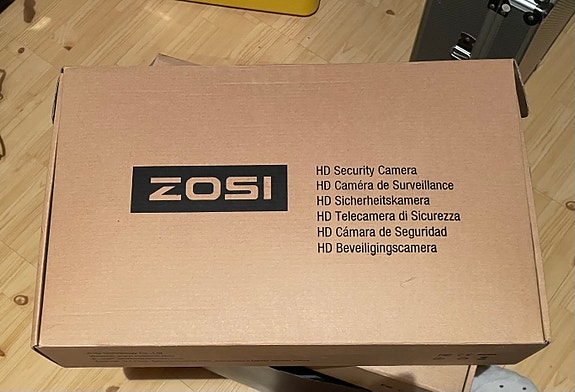 ZOSI
HD Security Camera
HD Caméra de Surveillance
HD Sicherheitskamera
HD Telecamera di Sicurezza
HD Cámara de Seguridad
HD Beveiligingscamera